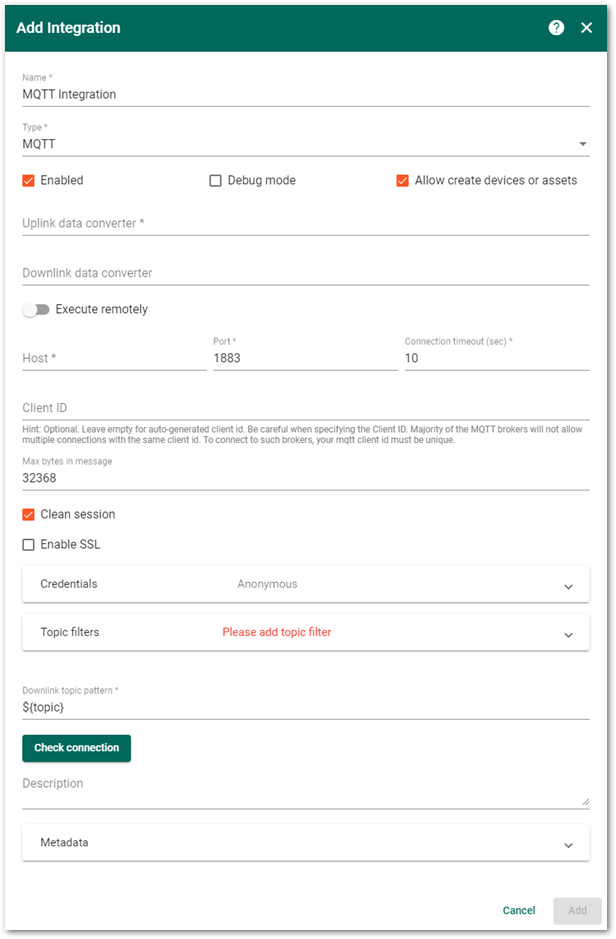 Add Integration
Name *
MQTT Integration
Type *
MQTT
Enabled Debug mode Allow create devices or assets
Uplink data converter *
Downlink data converter
Execute remotely
Port * Connection timeout (sec) *
Host * 1883 10
Client ID
Hint: Optional. Leave empty for auto-generated client id. Be careful when specifying the Client ID. Majority of the MQTT brokers will not allow
multiple connections with the same client id. To connect to such brokers, your mqtt client id must be unique.
Max bytes in message
32368
Clean session
Enable SSL
Credentials Anonymous
Topic filters Please add topic filter
Downlink topic pattern *
${topic}
Check connection
Description
Metadata
Cancel Add